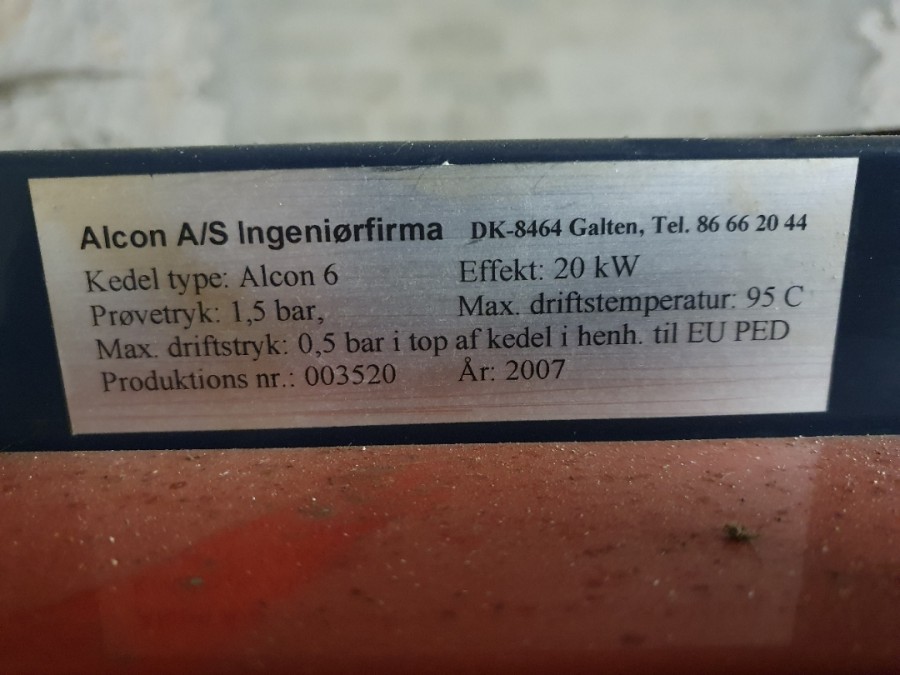 Alcon A/S Ingeniørfirma DK-8464 Galten, Tel. 86 66 20 44
Kedel type: Alcon 6 Effekt: 20 kW
Prøvetryk: 1,5 bar, Max. driftstemperatur: 95 C
Max. driftstryk: 0,5 bar i top af kedel i henh. til EU PED
Produktions nr.: 003520 År: 2007